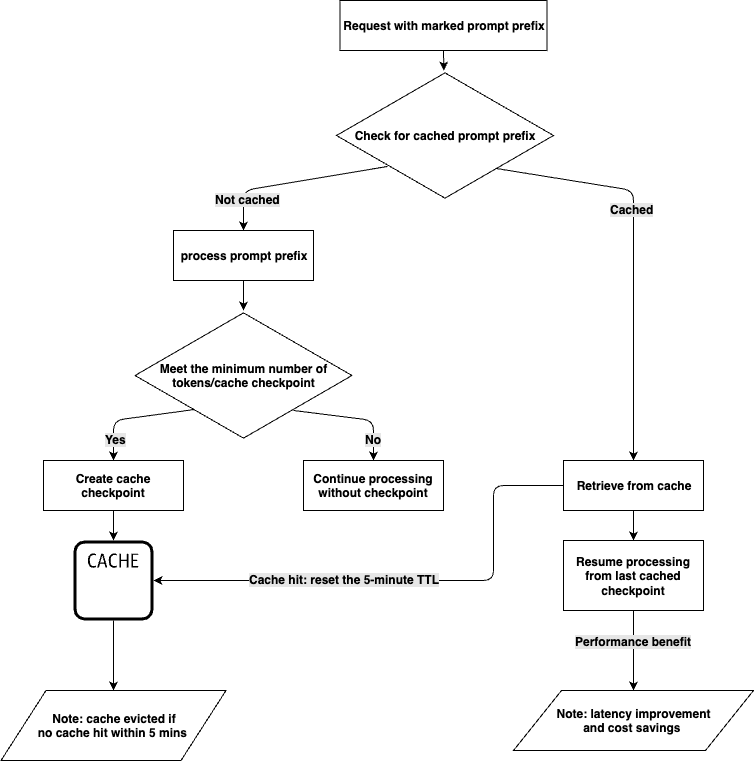 Request with marked prompt prefix
Check for cached prompt prefix
Not cached
Cached
process prompt prefix
Meet the minimum number of
tokens/cache checkpoint
Yes
No
Create cache
checkpoint
Continue processing
without checkpoint
Retrieve from cache
CACHE
Cache hit: reset the 5-minute TTL
Resume processing
from last cached
checkpoint
Performance benefit
Note: cache evicted if
no cache hit within 5 mins
Note: latency improvement
and cost savings